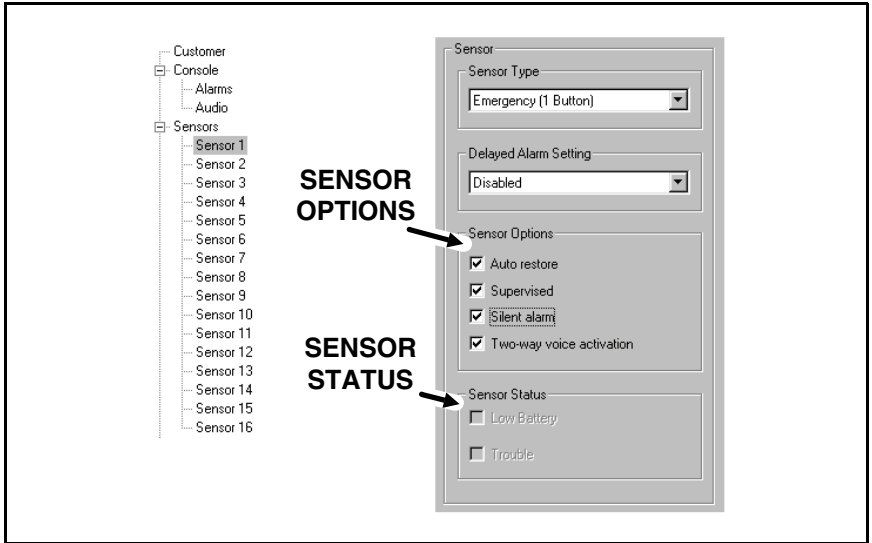 Customer
Console
Alarms
Audio
Sensors
Sensor 1
Sensor 2
Sensor 3
Sensor 4
Sensor 5
Sensor 6
Sensor 7
Sensor 8
Sensor 9
Sensor 10
Sensor 11
Sensor 12
Sensor 13
Sensor 14
Sensor 15
Sensor 16
SENSOR
OPTIONS
SENSOR
STATUS
Sensor
Sensor Type
Emergency (1 Button)
Delayed Alarm Setting
Disabled
Sensor Options
Auto restore
Supervised
Silent alarm
Two-way voice activation
Sensor Status
Low Battery
Trouble